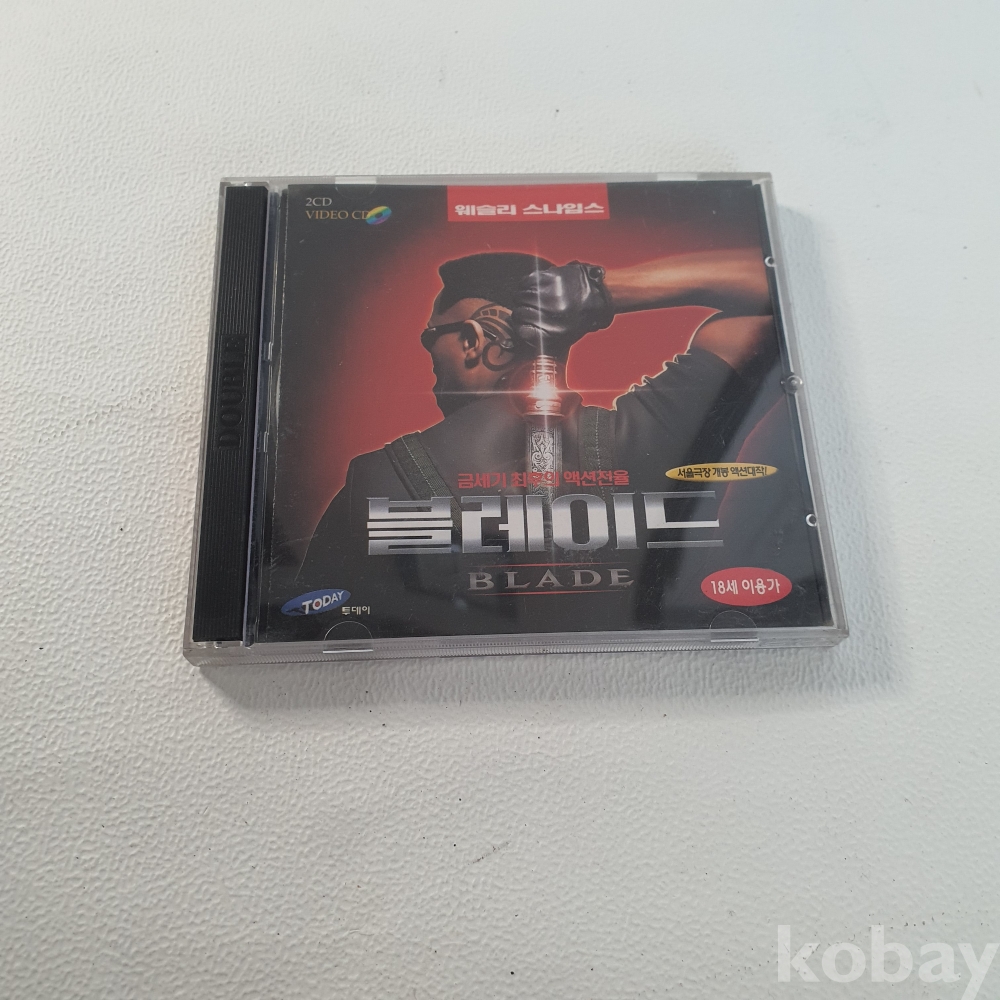 2CD
VIDEO CD
웨슬리 스나입스
DOUBLE
금세기 최후의 액션전율
서울극장 개봉 액션대작!
블레이드
BLADE
TODAY
투데이
18세 이용가
kobay